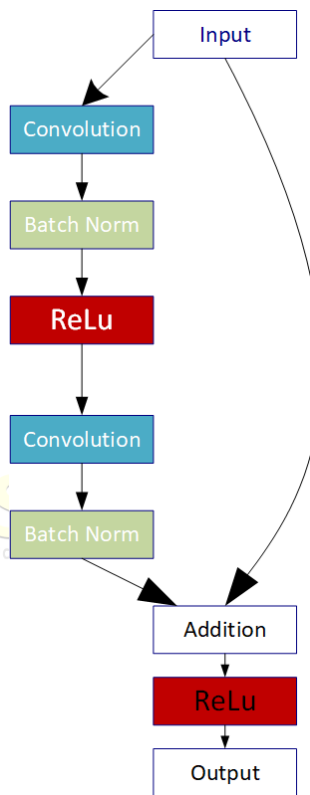 Input
Convolution
Batch Norm
ReLu
Convolution
Batch Norm
Addition
ReLu
Output